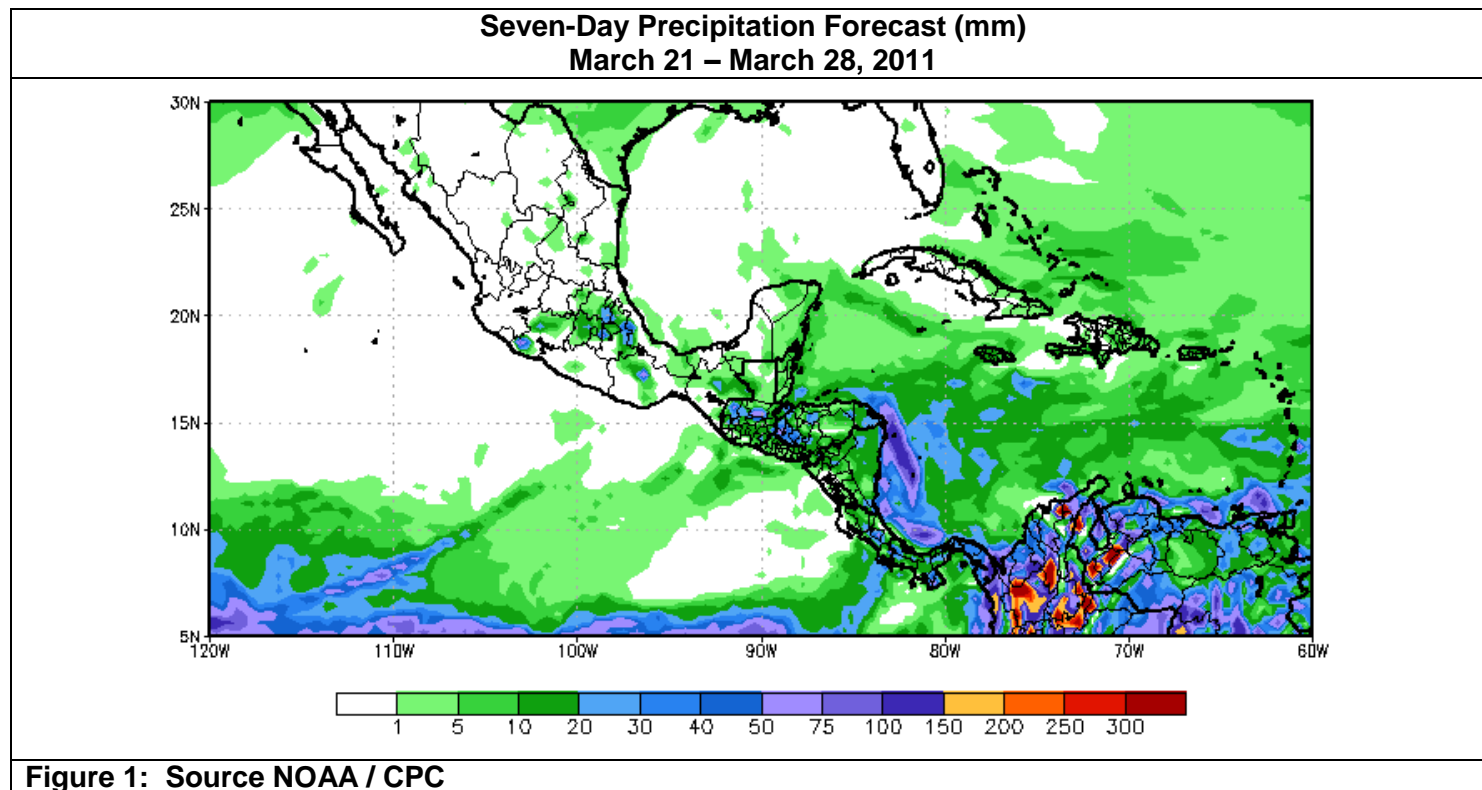 Seven-Day Precipitation Forecast (mm)
March 21 – March 28, 2011
30N
25N
20N
15N
10N
5N
120W 110W 100W 90W 80W 70W 60W
1 5 10 20 30 40 50 75 100 150 200 250 300
Figure 1: Source NOAA / CPC